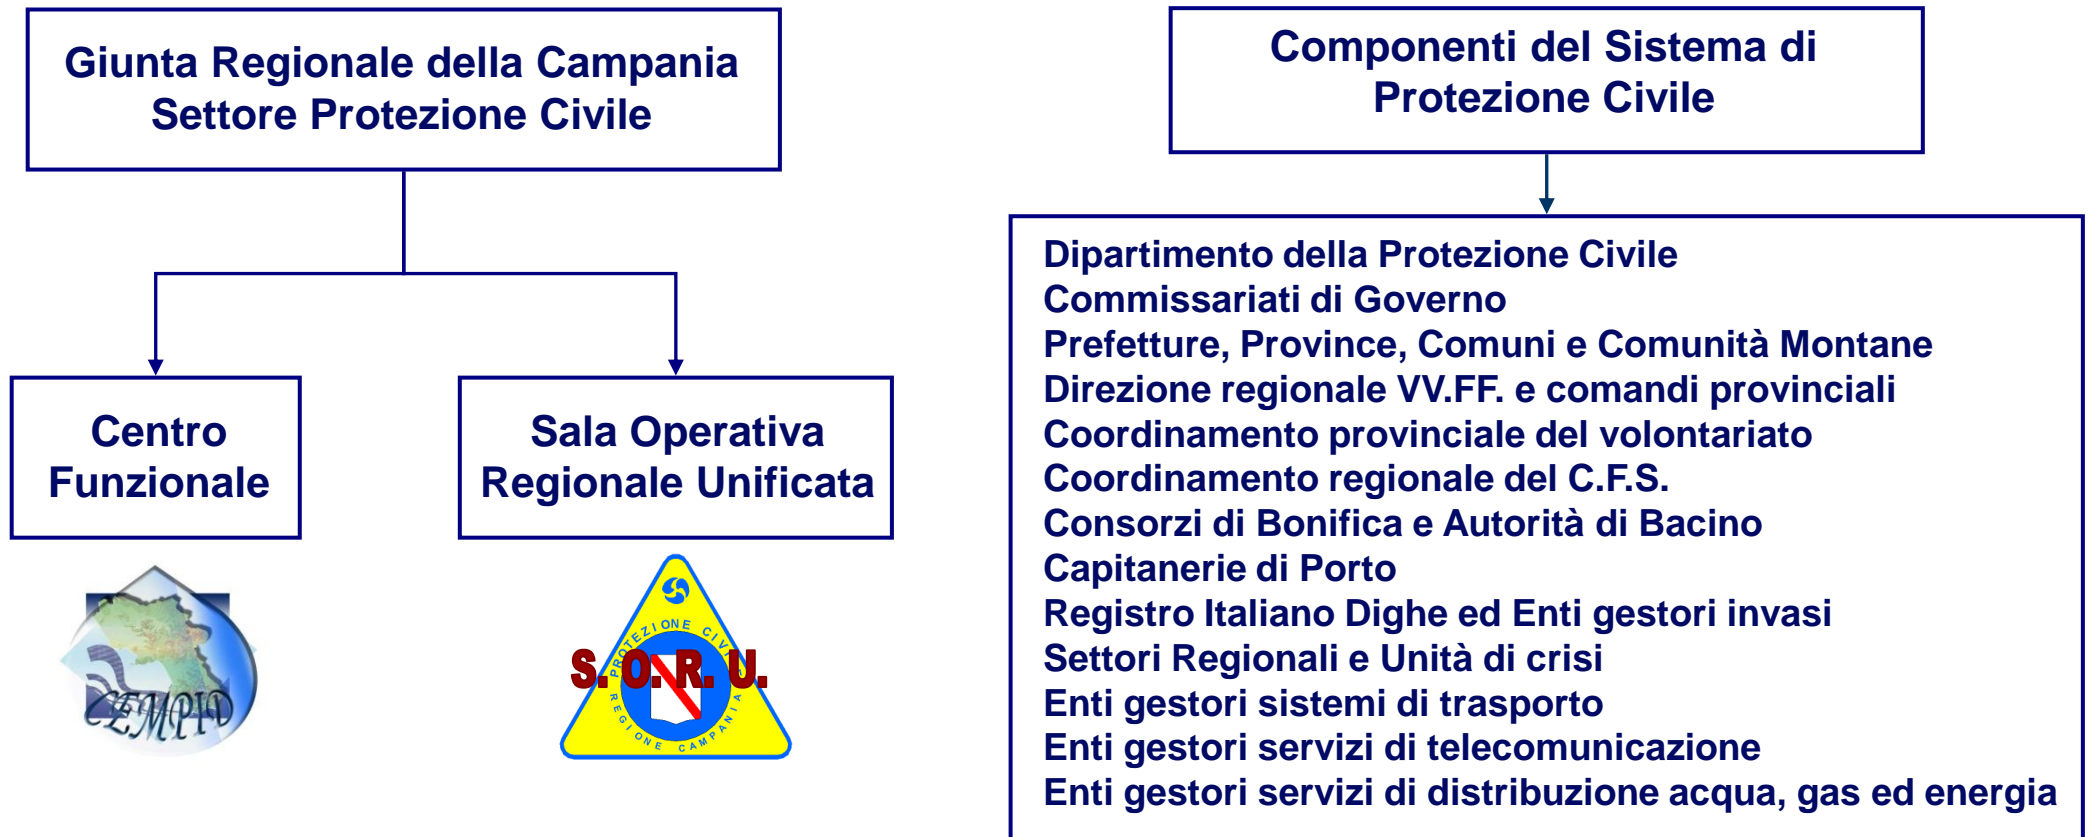 Giunta Regionale della Campania
Settore Protezione Civile
Centro
Funzionale
CEMPID
Sala Operativa
Regionale Unificata
PROTEZIONE CIVILE
S. O. R. U.
REGIONE CAMPANIA
Componenti del Sistema di
Protezione Civile
Dipartimento della Protezione Civile
Commissariati di Governo
Prefetture, Province, Comuni e Comunità Montane
Direzione regionale VV.FF. e comandi provinciali
Coordinamento provinciale del volontariato
Coordinamento regionale del C.F.S.
Consorzi di Bonifica e Autorità di Bacino
Capitanerie di Porto
Registro Italiano Dighe ed Enti gestori invasi
Settori Regionali e Unità di crisi
Enti gestori sistemi di trasporto
Enti gestori servizi di telecomunicazione
Enti gestori servizi di distribuzione acqua, gas ed energia